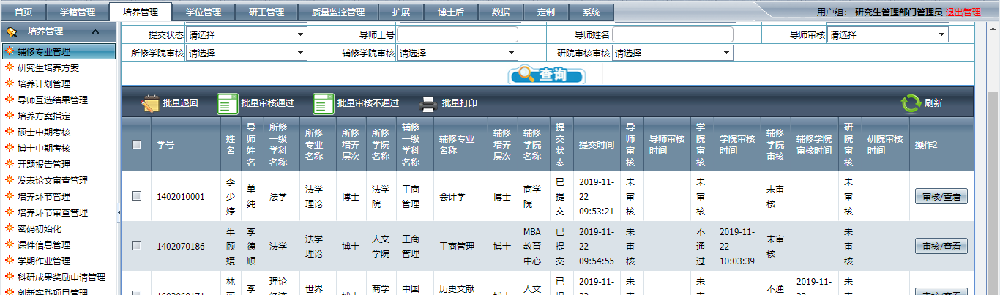 首页 学籍管理 培养管理 学位管理 研工管理 质量监控管理 扩展 博士后 数据 定制 系统 用户组： 研究生管理部门管理员 退出管理
培养管理
辅修专业管理
研究生培养方案
培养计划管理
导师互选结果管理
培养方案指定
硕士中期考核
博士中期考核
开题报告管理
发表论文审查管理
培养环节管理
培养环节审查管理
密码初始化
课件信息管理
学期作业管理
科研成果奖励申请管理
创新实践项目管理
提交状态 请选择 导师工号 导师姓名 导师审核 请选择
所修学院审核 请选择 辅修学院审核 请选择 研院审核审核 请选择
查询
批量退回 批量审核通过 批量审核不通过 批量打印 刷新
学号 姓名 导师姓名 所修一级学科名称 所修专业名称 所修培养层次 所修学院名称 辅修一级学科名称 辅修专业名称 辅修培养层次 辅修学院名称 提交状态 提交时间 导师审核 导师审核时间 学院审核 学院审核时间 辅修学院审核 辅修学院审核时间 研院审核 研院审核时间 操作2
1402010001 李少婷 单纯 法学 法学理论 博士 法学院 工商管理 会计学 博士 商学院 已提交 2019-11-22 09:53:21 未审核 未审核 未审核 未审核 审核/查看
1402070186 牛颐媛 李德顺 法学 法学理论 博士 人文学院 工商管理 工商管理 博士 MBA教育中心 已提交 2019-11-22 09:54:55 未审核 不通过 2019-11-22 10:03:39 未审核 未审核 审核/查看
林 李 理论 世界 商学 中国 历史文献 人文 已提 2019-11- 未审 未审 不通 2019-11- 未审